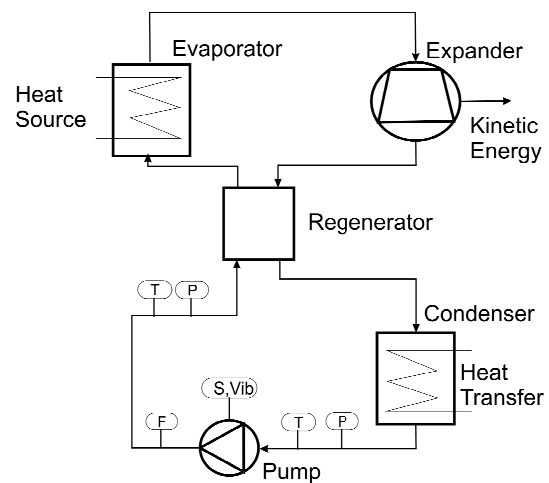 Evaporator
Expander
Heat
Source
Kinetic
Energy
Regenerator
T
P
Condenser
Heat
Transfer
S,Vib
F
T
P
Pump